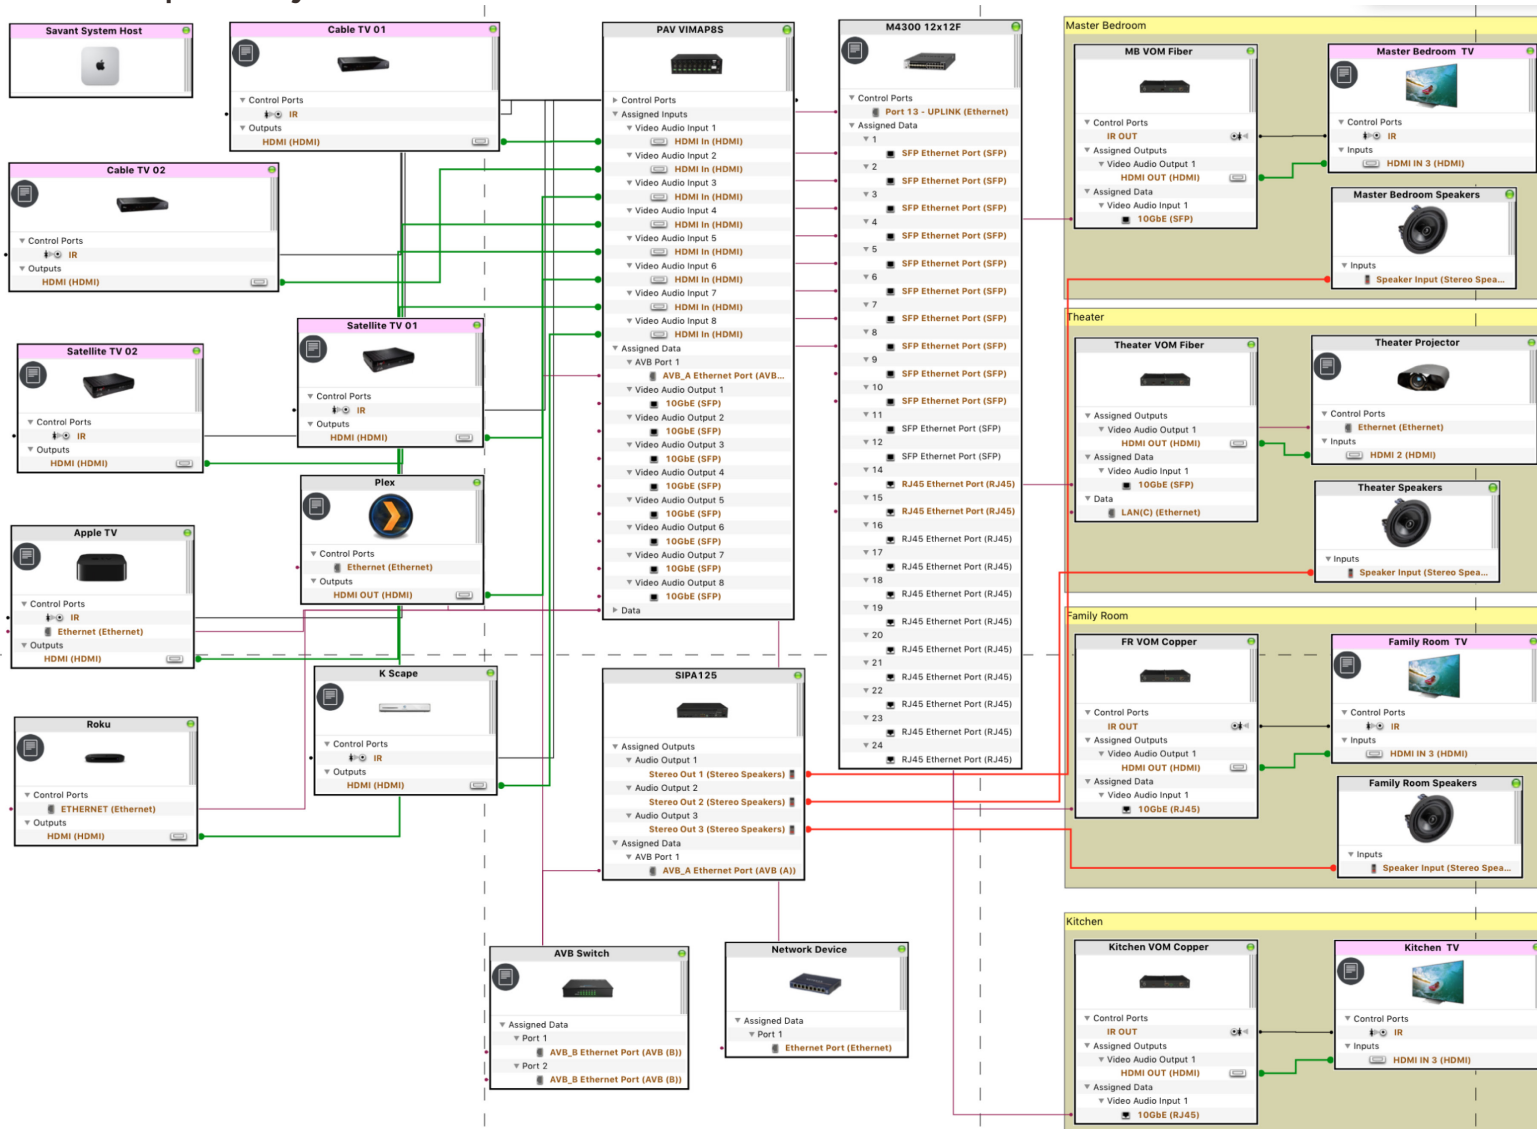 Savant System Host
Cable TV 01
Control Ports
IR
Outputs
HDMI (HDMI)
Cable TV 02
Control Ports
IR
Outputs
HDMI (HDMI)
Satellite TV 01
Control Ports
IR
Outputs
HDMI (HDMI)
Satellite TV 02
Control Ports
IR
Outputs
HDMI (HDMI)
Plex
Control Ports
Ethernet (Ethernet)
Outputs
HDMI OUT (HDMI)
Apple TV
Control Ports
IR
Ethernet (Ethernet)
Outputs
HDMI (HDMI)
K Scape
Control Ports
IR
Outputs
HDMI (HDMI)
Roku
Control Ports
ETHERNET (Ethernet)
Outputs
HDMI (HDMI)
PAV VIMAP8S
Control Ports
Assigned Inputs
Video Audio Input 1
HDMI In (HDMI)
Video Audio Input 2
HDMI In (HDMI)
Video Audio Input 3
HDMI In (HDMI)
Video Audio Input 4
HDMI In (HDMI)
Video Audio Input 5
HDMI In (HDMI)
Video Audio Input 6
HDMI In (HDMI)
Video Audio Input 7
HDMI In (HDMI)
Video Audio Input 8
HDMI In (HDMI)
Assigned Data
AVB Port 1
AVB_A Ethernet Port (AVB...
Video Audio Output 1
10GbE (SFP)
Video Audio Output 2
10GbE (SFP)
Video Audio Output 3
10GbE (SFP)
Video Audio Output 4
10GbE (SFP)
Video Audio Output 5
10GbE (SFP)
Video Audio Output 6
10GbE (SFP)
Video Audio Output 7
10GbE (SFP)
Video Audio Output 8
10GbE (SFP)
Data
SIPA125
Assigned Outputs
Audio Output 1
Stereo Out 1 (Stereo Speakers)
Audio Output 2
Stereo Out 2 (Stereo Speakers)
Audio Output 3
Stereo Out 3 (Stereo Speakers)
Assigned Data
AVB Port 1
AVB_A Ethernet Port (AVB (A))
AVB Switch
Assigned Data
Port 1
AVB_B Ethernet Port (AVB (B))
Port 2
AVB_B Ethernet Port (AVB (B))
Network Device
Assigned Data
Port 1
Ethernet Port (Ethernet)
M4300 12x12F
Control Ports
Port 13 - UPLINK (Ethernet)
Assigned Data
1
SFP Ethernet Port (SFP)
2
SFP Ethernet Port (SFP)
3
SFP Ethernet Port (SFP)
4
SFP Ethernet Port (SFP)
5
SFP Ethernet Port (SFP)
6
SFP Ethernet Port (SFP)
7
SFP Ethernet Port (SFP)
8
SFP Ethernet Port (SFP)
9
SFP Ethernet Port (SFP)
10
SFP Ethernet Port (SFP)
11
SFP Ethernet Port (SFP)
12
SFP Ethernet Port (SFP)
14
RJ45 Ethernet Port (RJ45)
15
RJ45 Ethernet Port (RJ45)
16
RJ45 Ethernet Port (RJ45)
17
RJ45 Ethernet Port (RJ45)
18
RJ45 Ethernet Port (RJ45)
19
RJ45 Ethernet Port (RJ45)
20
RJ45 Ethernet Port (RJ45)
21
RJ45 Ethernet Port (RJ45)
22
RJ45 Ethernet Port (RJ45)
23
RJ45 Ethernet Port (RJ45)
24
RJ45 Ethernet Port (RJ45)
Master Bedroom
MB VOM Fiber
Control Ports
IR OUT
Assigned Outputs
Video Audio Output 1
HDMI OUT (HDMI)
Assigned Data
Video Audio Input 1
10GbE (SFP)
Master Bedroom TV
Control Ports
IR
Inputs
HDMI IN 3 (HDMI)
Master Bedroom Speakers
Inputs
Speaker Input (Stereo Spea...
Theater
Theater VOM Fiber
Assigned Outputs
Video Audio Output 1
HDMI OUT (HDMI)
Assigned Data
Video Audio Input 1
10GbE (SFP)
Data
LAN(C) (Ethernet)
Theater Projector
Control Ports
Ethernet (Ethernet)
Inputs
HDMI 2 (HDMI)
Theater Speakers
Inputs
Speaker Input (Stereo Spea...
Family Room
FR VOM Copper
Control Ports
IR OUT
Assigned Outputs
Video Audio Output 1
HDMI OUT (HDMI)
Assigned Data
Video Audio Input 1
10GbE (RJ45)
Family Room TV
Control Ports
IR
Inputs
HDMI IN 3 (HDMI)
Family Room Speakers
Inputs
Speaker Input (Stereo Spea...
Kitchen
Kitchen VOM Copper
Control Ports
IR OUT
Assigned Outputs
Video Audio Output 1
HDMI OUT (HDMI)
Assigned Data
Video Audio Input 1
10GbE (RJ45)
Kitchen TV
Control Ports
IR
Inputs
HDMI IN 3 (HDMI)